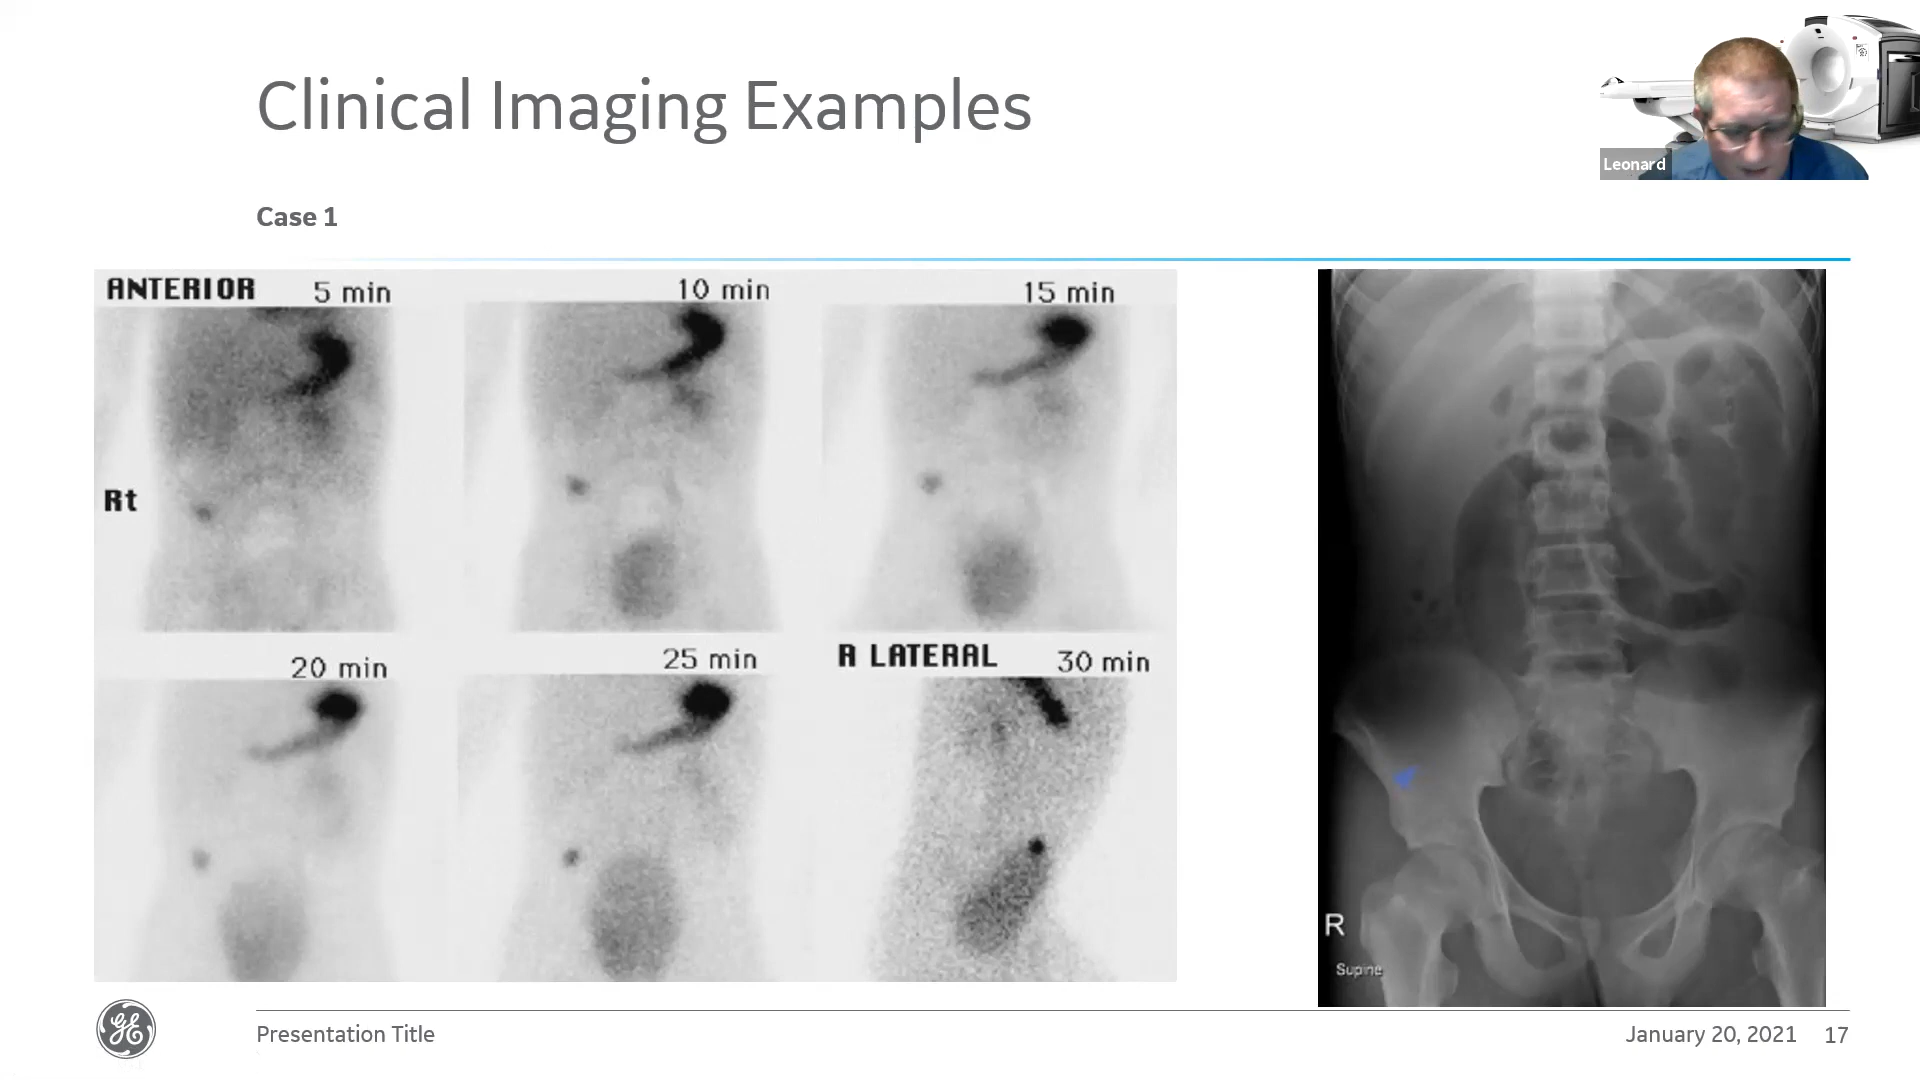 Clinical Imaging Examples
Leonard
Case 1
ANTERIOR 5 min
10 min
15 min
Rt
20 min
25 min
R LATERAL 30 min
R
Supine
GE
Presentation Title
January 20, 2021 17